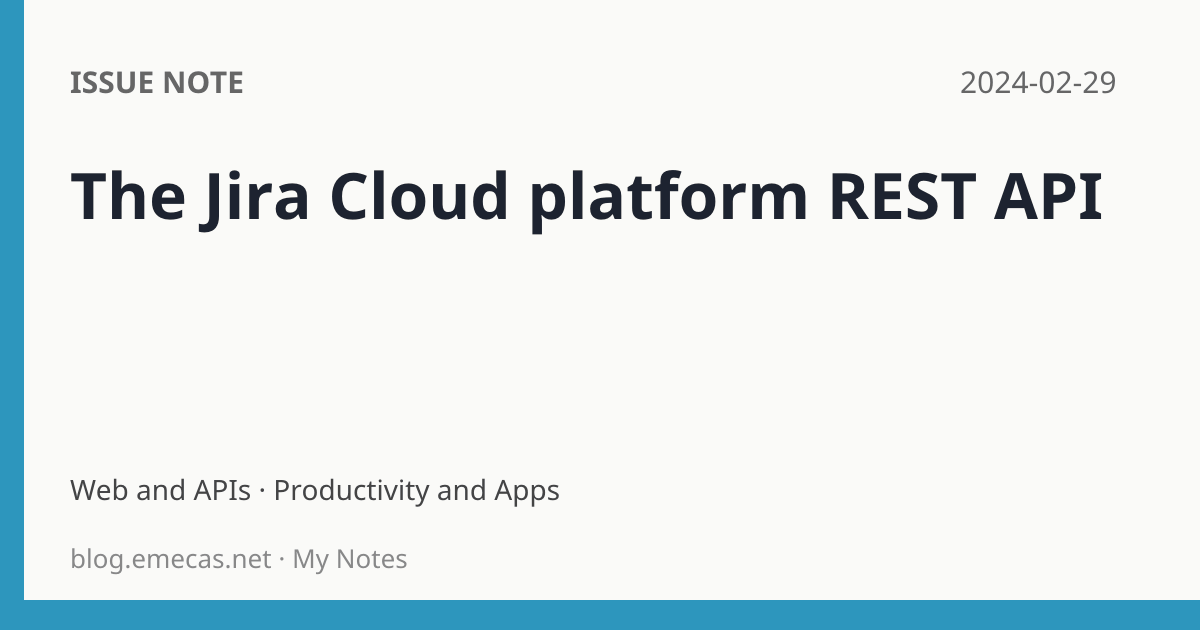 ISSUE NOTE 2024-02-29
The Jira Cloud platform REST API
Web and APIs · Productivity and Apps
blog.emecas.net · My Notes